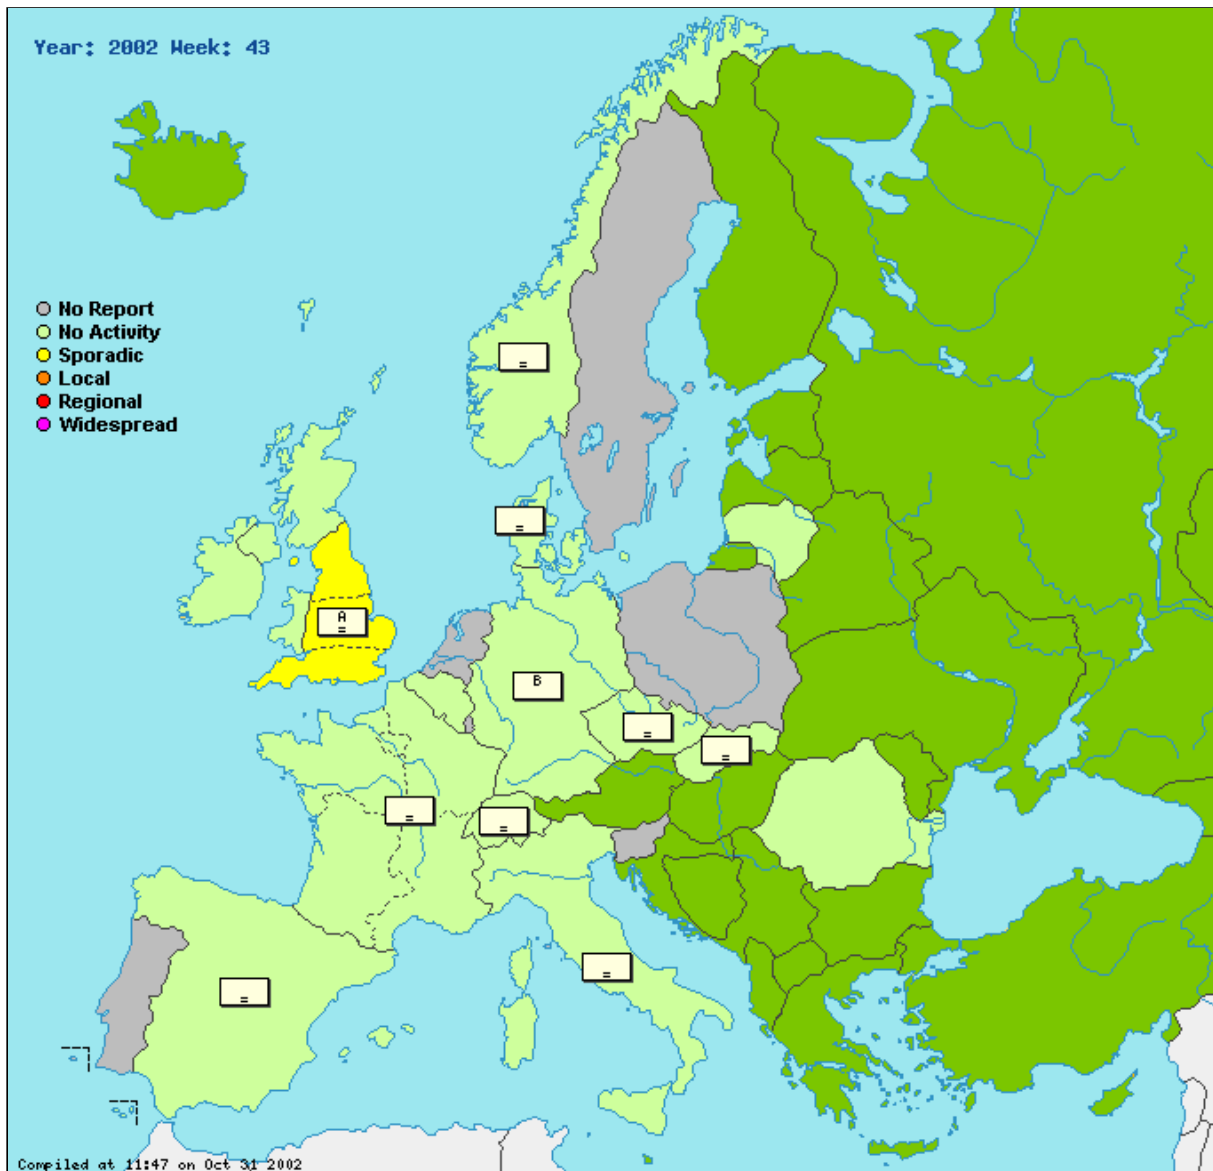 Year: 2002 Week: 43
No Report
No Activity
Sporadic
Local
Regional
Widespread
=
=
A
=
B
=
=
=
=
=
=
Compiled at 11:47 on Oct 31 2002